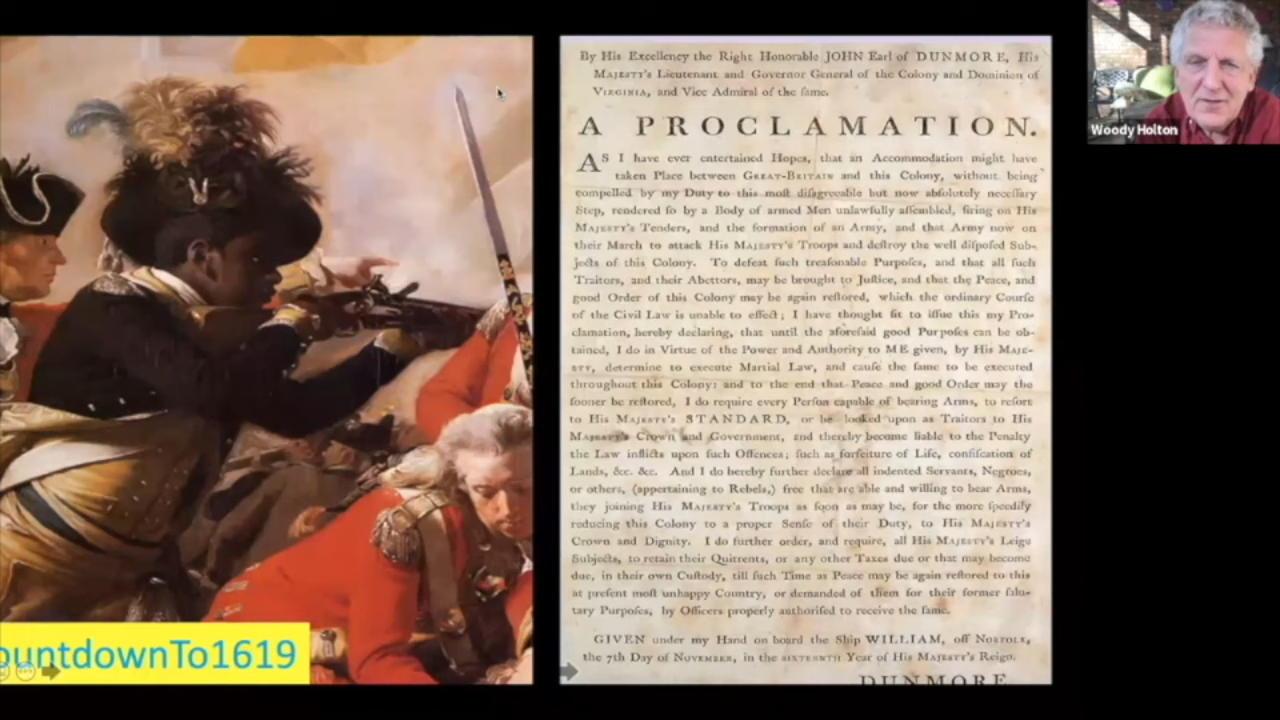 By His Excellency the Right Honorable JOHN Earl of DUNMORE, His
MAJESTY's Lieutenant and Governor General of the Colony and Dominion of
VIRGINIA, and Vice Admiral of the ſame.
A PROCLAMATION.
AS I have ever entertained Hopes, that an Accommodation might have
taken Place between GREAT-BRITAIN and this Colony, without being
compelled by my Duty to this moſt diſagreeable but now abſolutely neceſſary
Step, rendered ſo by a Body of armed Men unlawfully aſſembled, firing on His
MAJESTY's Tenders, and the formation of an Army, and that Army now on
their March to attack His MAJESTY's Troops and deſtroy the well diſpoſed Sub-
jects of this Colony. To defeat ſuch treaſonable Purpoſes, and that all ſuch
Traitors, and their Abettors, may be brought to Juſtice, and that the Peace, and
good Order of this Colony may be again reſtored, which the ordinary Courſe
of the Civil Law is unable to effect; I have thought fit to iſſue this my Pro-
clamation, hereby declaring, that until the aforeſaid good Purpoſes can be ob-
tained, I do in Virtue of the Power and Authority to ME given, by His MAJE-
STY, determine to execute Martial Law, and cauſe the ſame to be executed
throughout this Colony: and to the end that Peace and good Order may the
ſooner be reſtored, I do require every Perſon capable of bearing Arms, to reſort
to His MAJESTY's STANDARD, or be looked upon as Traitors to His
MAJESTY's Crown and Government, and thereby become liable to the Penalty
the Law inflicts upon ſuch Offences; ſuch as forfeiture of Life, confiſcation of
Lands, &c. &c. And I do hereby further declare all indented Servants, Negroes,
or others, (appertaining to Rebels,) free that are able and willing to bear Arms,
they joining His MAJESTY's Troops as ſoon as may be, for the more ſpeedily
reducing this Colony to a proper Senſe of their Duty, to His MAJESTY's
Crown and Dignity. I do further order, and require, all His MAJESTY's Leige
Subjects, to retain their Quitrents, or any other Taxes due or that may become
due, in their own Cuſtody, till ſuch Time as Peace may be again reſtored to this
at preſent moſt unhappy Country, or demanded of them for their former ſalu-
tary Purpoſes, by Officers properly authoriſed to receive the ſame.
GIVEN under my Hand on board the Ship WILLIAM, off NORFOLK,
the 7th Day of NOVEMBER, in the SIXTEENTH Year of His MAJESTY's Reign.
DUNMORE
ountdownTo1619
Woody Holton